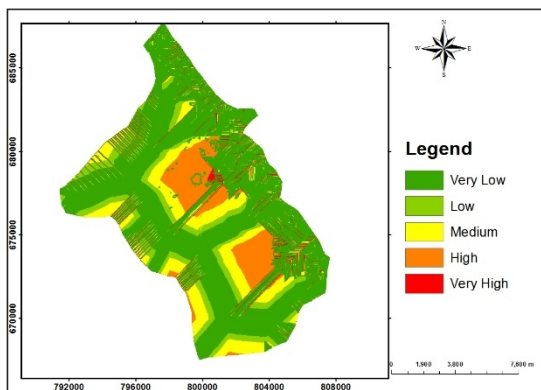 N
W E
S
685000
680000
675000
670000
Legend
Very Low
Low
Medium
High
Very High
0 1,900 3,800 7,600 m
792000 796000 800000 804000 808000